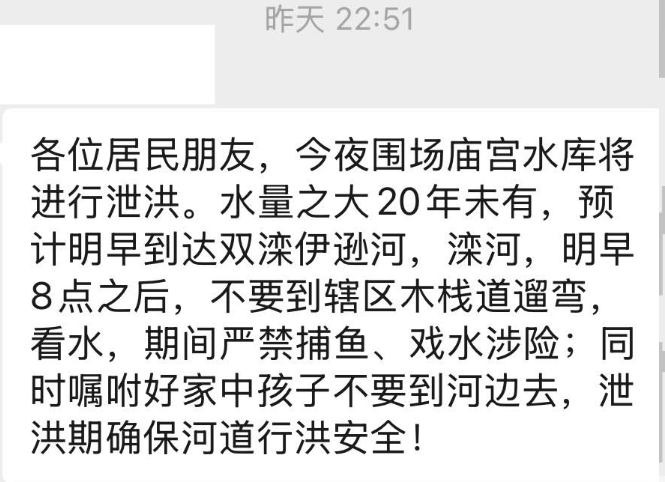 昨天 22:51
各位居民朋友，今夜围场庙宫水库将
进行泄洪。水量之大20年未有，预
计明早到达双滦伊逊河，滦河，明早
8点之后，不要到辖区木栈道遛弯，
看水，期间严禁捕鱼、戏水涉险；同
时嘱咐好家中孩子不要到河边去，泄
洪期确保河道行洪安全！